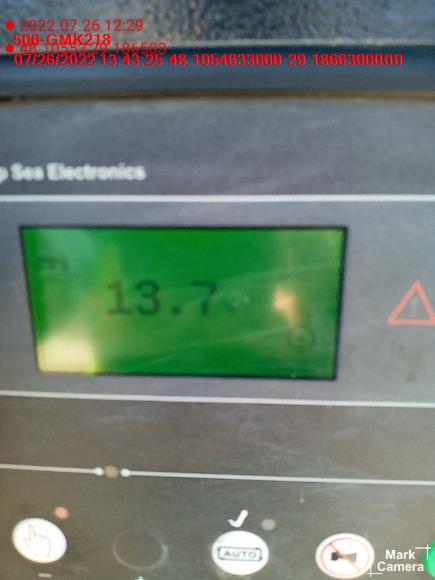 2022.07.26 12:29
506-GMK218
07/26/2022 13:43:25 48.1054633000 29.1866300000
p Sea Electronics
13.7
AUTO
Mark
Camera